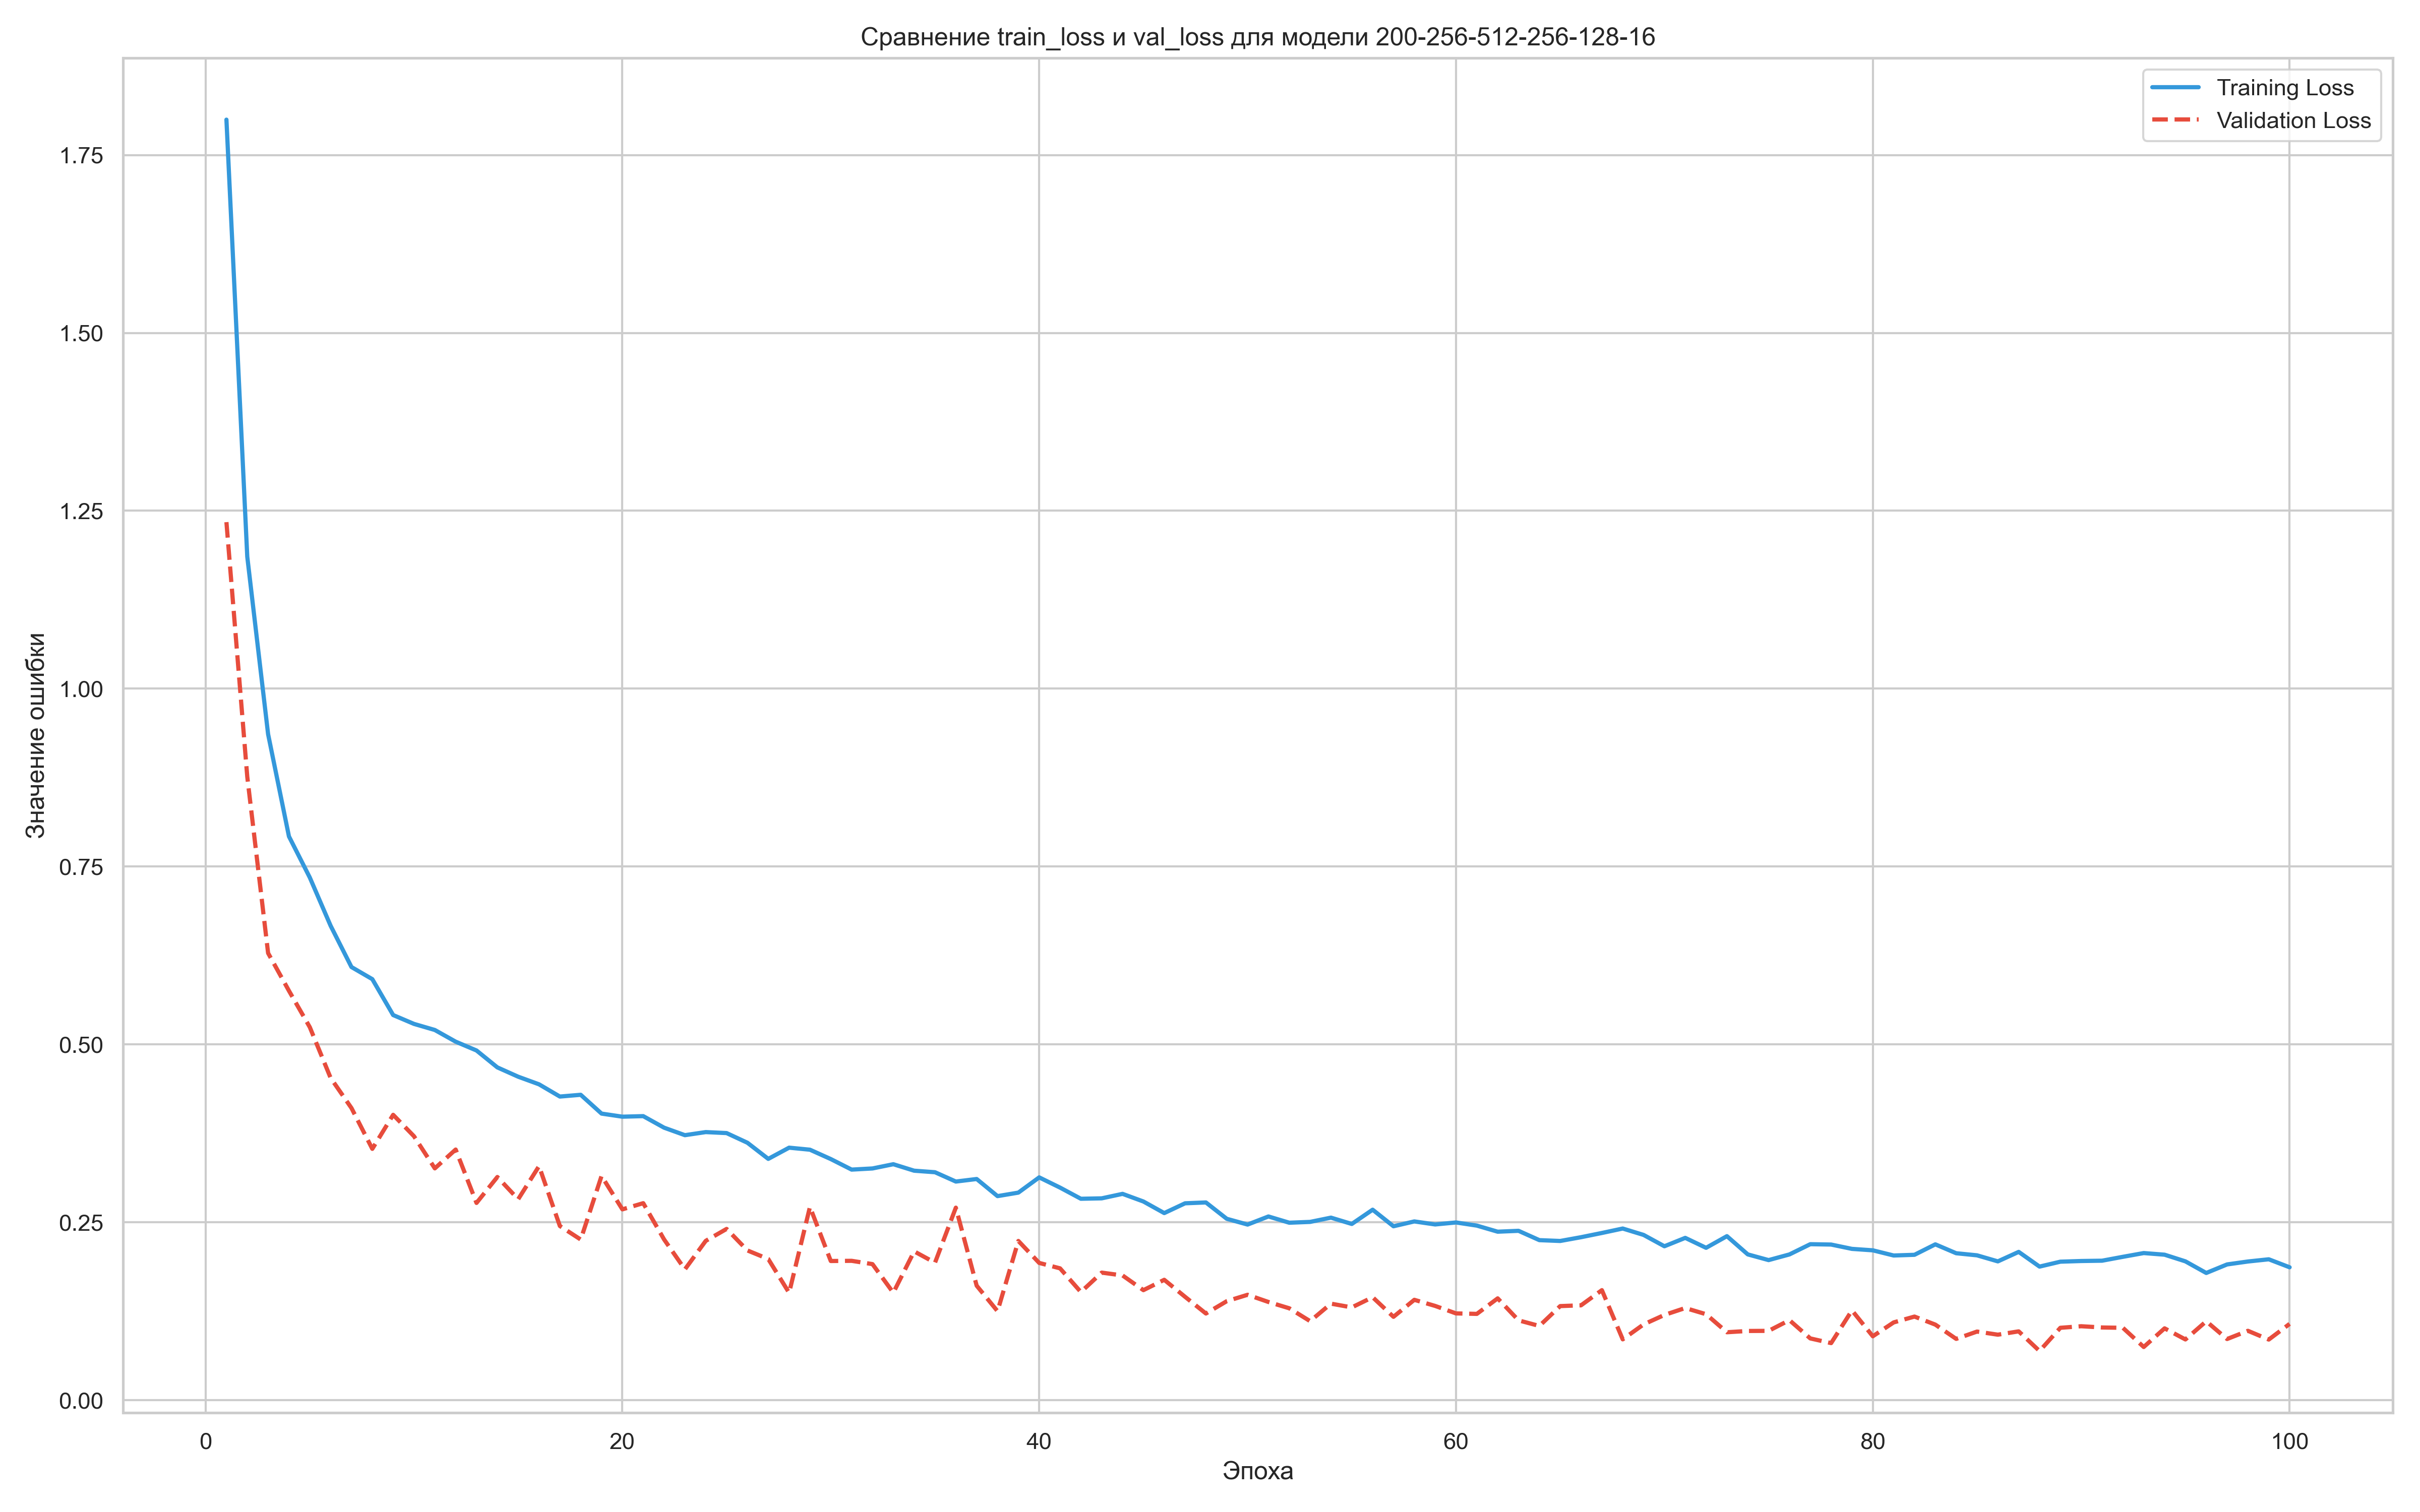 Сравнение train_loss и val_loss для модели 200-256-512-256-128-16
Training Loss
Validation Loss
1.75
1.50
1.25
1.00
0.75
0.50
0.25
0.00
Значение ошибки
0 20 40 60 80 100
Эпоха